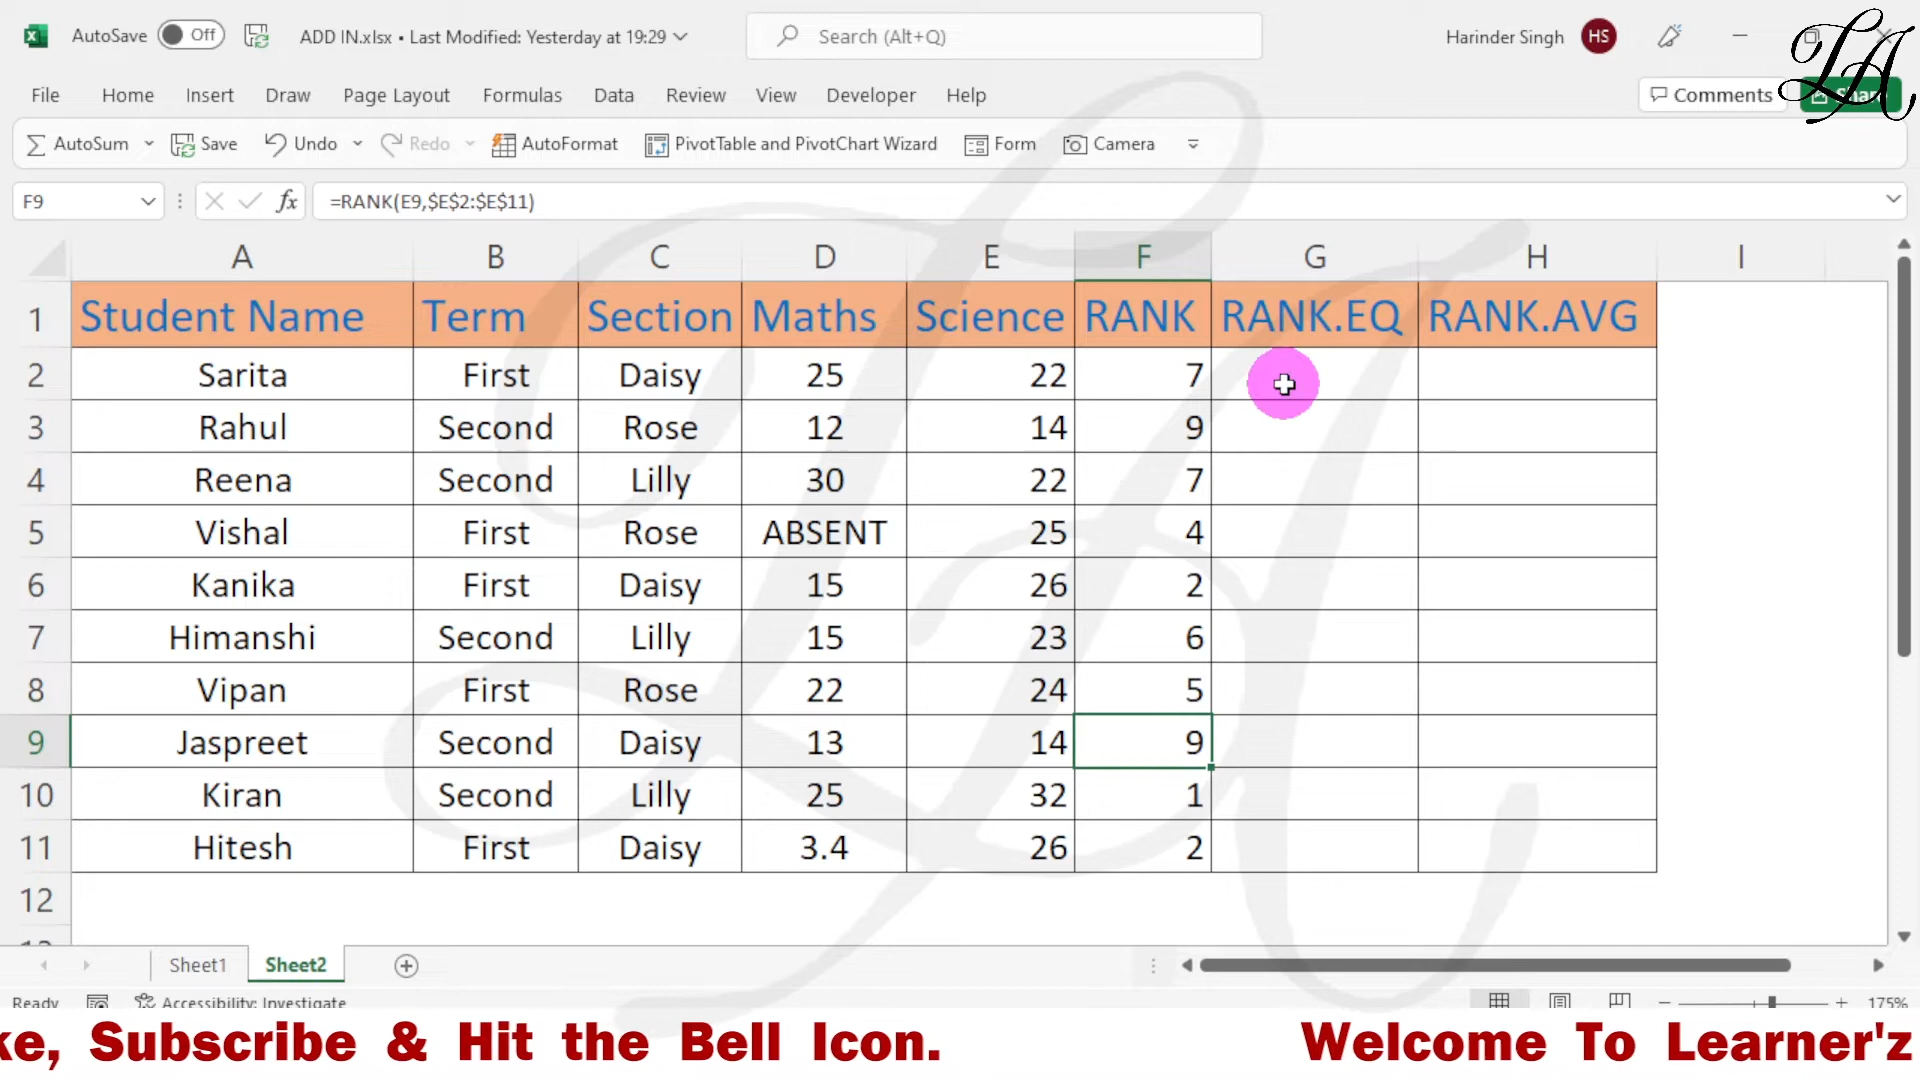 AutoSave Off ADD IN.xlsx • Last Modified: Yesterday at 19:29 Search (Alt+Q) Harinder Singh HS
File Home Insert Draw Page Layout Formulas Data Review View Developer Help Comments Share
AutoSum Save Undo Redo AutoFormat PivotTable and PivotChart Wizard Form Camera
F9 fx =RANK(E9,$E$2:$E$11)
A B C D E F G H I
1 Student Name Term Section Maths Science RANK RANK.EQ RANK.AVG
2 Sarita First Daisy 25 22 7
3 Rahul Second Rose 12 14 9
4 Reena Second Lilly 30 22 7
5 Vishal First Rose ABSENT 25 4
6 Kanika First Daisy 15 26 2
7 Himanshi Second Lilly 15 23 6
8 Vipan First Rose 22 24 5
9 Jaspreet Second Daisy 13 14 9
10 Kiran Second Lilly 25 32 1
11 Hitesh First Daisy 3.4 26 2
12
Sheet1 Sheet2
Ready Accessibility: Investigate 175%
ke, Subscribe & Hit the Bell Icon. Welcome To Learner'z